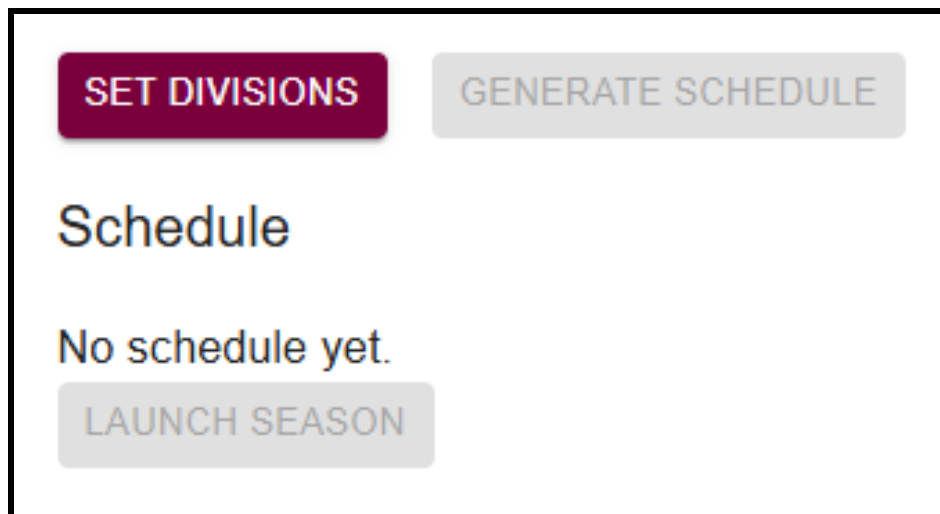 SET DIVISIONS GENERATE SCHEDULE
Schedule
No schedule yet.
LAUNCH SEASON